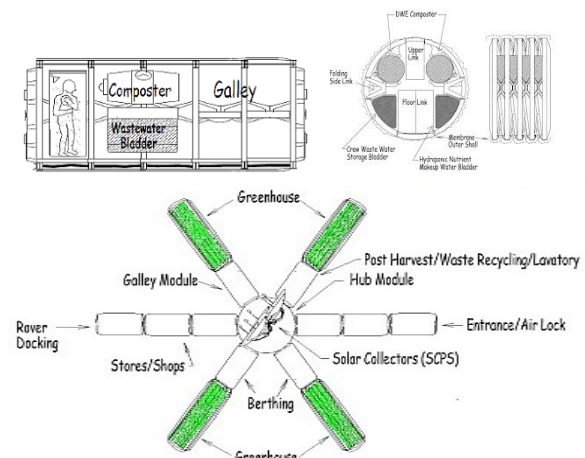 Composter
Galley
Wastewater
Bladder
UWE Composter
Upper
Link
Folding
Side Link
Floor Link
Membrane
Outer Shell
Crew Waste Water
Storage Bladder
Hydroponic Nutrient
Makeup Water Bladder
Greenhouse
Post Harvest/Waste Recycling/Lavatory
Galley Module
Hub Module
Rover
Docking
Entrance/Air Lock
Stores/Shops
Solar Collectors (SCPS)
Berthing
Greenhouse